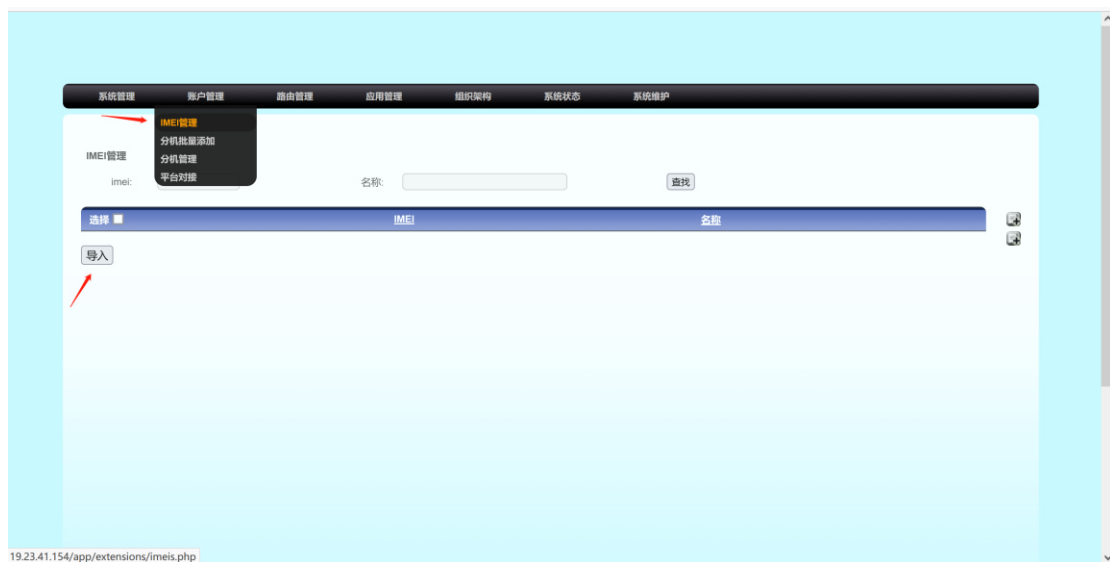 系统管理 账户管理 路由管理 应用管理 组织架构 系统状态 系统维护
IMEI管理
分机批量添加
分机管理
平台对接
IMEI管理
imei: 名称: 查找
选择 IMEI 名称
导入
19.23.41.154/app/extensions/imeis.php